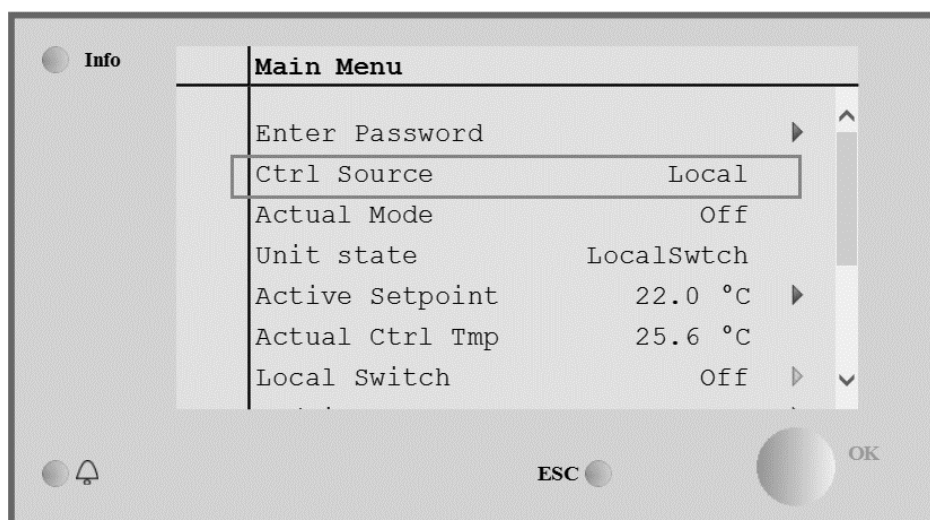 Info
Main Menu
Enter Password
Ctrl Source Local
Actual Mode Off
Unit state LocalSwtch
Active Setpoint 22.0 °C
Actual Ctrl Tmp 25.6 °C
Local Switch Off
ESC
OK